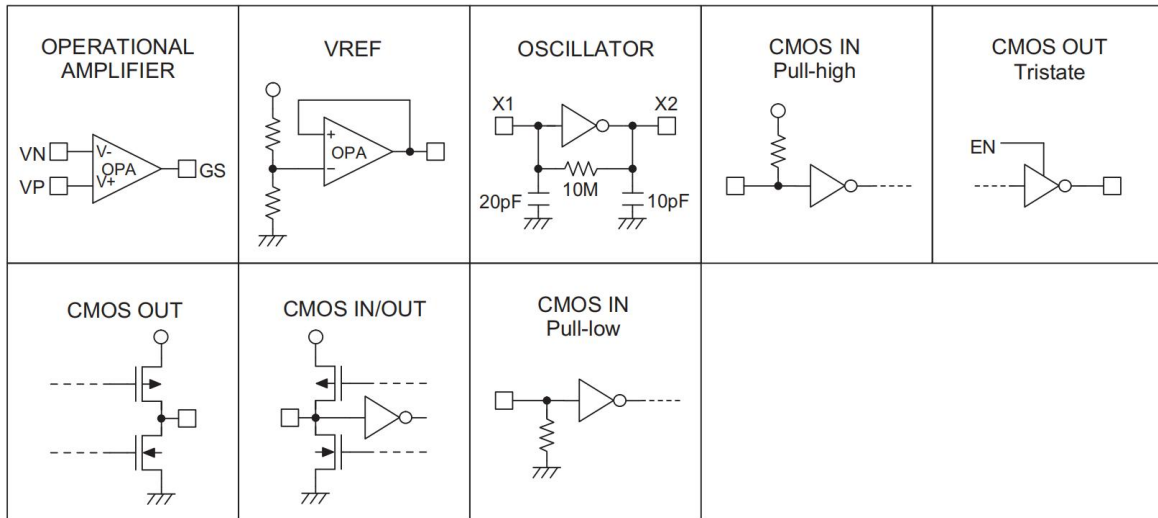 OPERATIONAL
AMPLIFIER
VN
V-
OPA
VP
V+
GS
VREF
+
OPA
−
OSCILLATOR
X1
X2
10M
20pF
10pF
CMOS IN
Pull-high
CMOS OUT
Tristate
EN
CMOS OUT
CMOS IN/OUT
CMOS IN
Pull-low